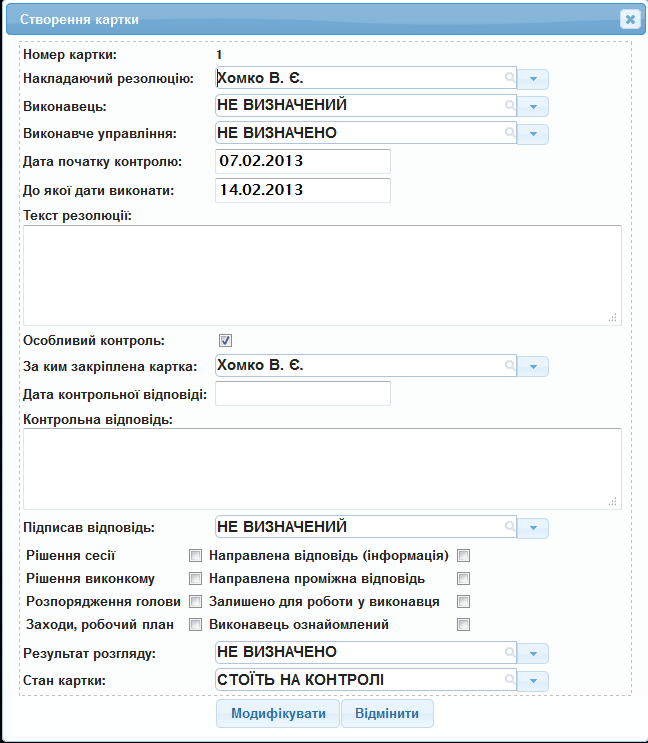 Створення картки
Номер картки: 1
Накладаючий резолюцію: Хомко В. Є.
Виконавець: НЕ ВИЗНАЧЕНИЙ
Виконавче управління: НЕ ВИЗНАЧЕНО
Дата початку контролю: 07.02.2013
До якої дати виконати: 14.02.2013
Текст резолюції:
Особливий контроль:
За ким закріплена картка: Хомко В. Є.
Дата контрольної відповіді:
Контрольна відповідь:
Підписав відповідь: НЕ ВИЗНАЧЕНИЙ
Рішення сесії Направлена відповідь (інформація)
Рішення виконкому Направлена проміжна відповідь
Розпорядження голови Залишено для роботи у виконавця
Заходи, робочий план Виконавець ознайомлений
Результат розгляду: НЕ ВИЗНАЧЕНО
Стан картки: СТОЇТЬ НА КОНТРОЛІ
Модифікувати Відмінити